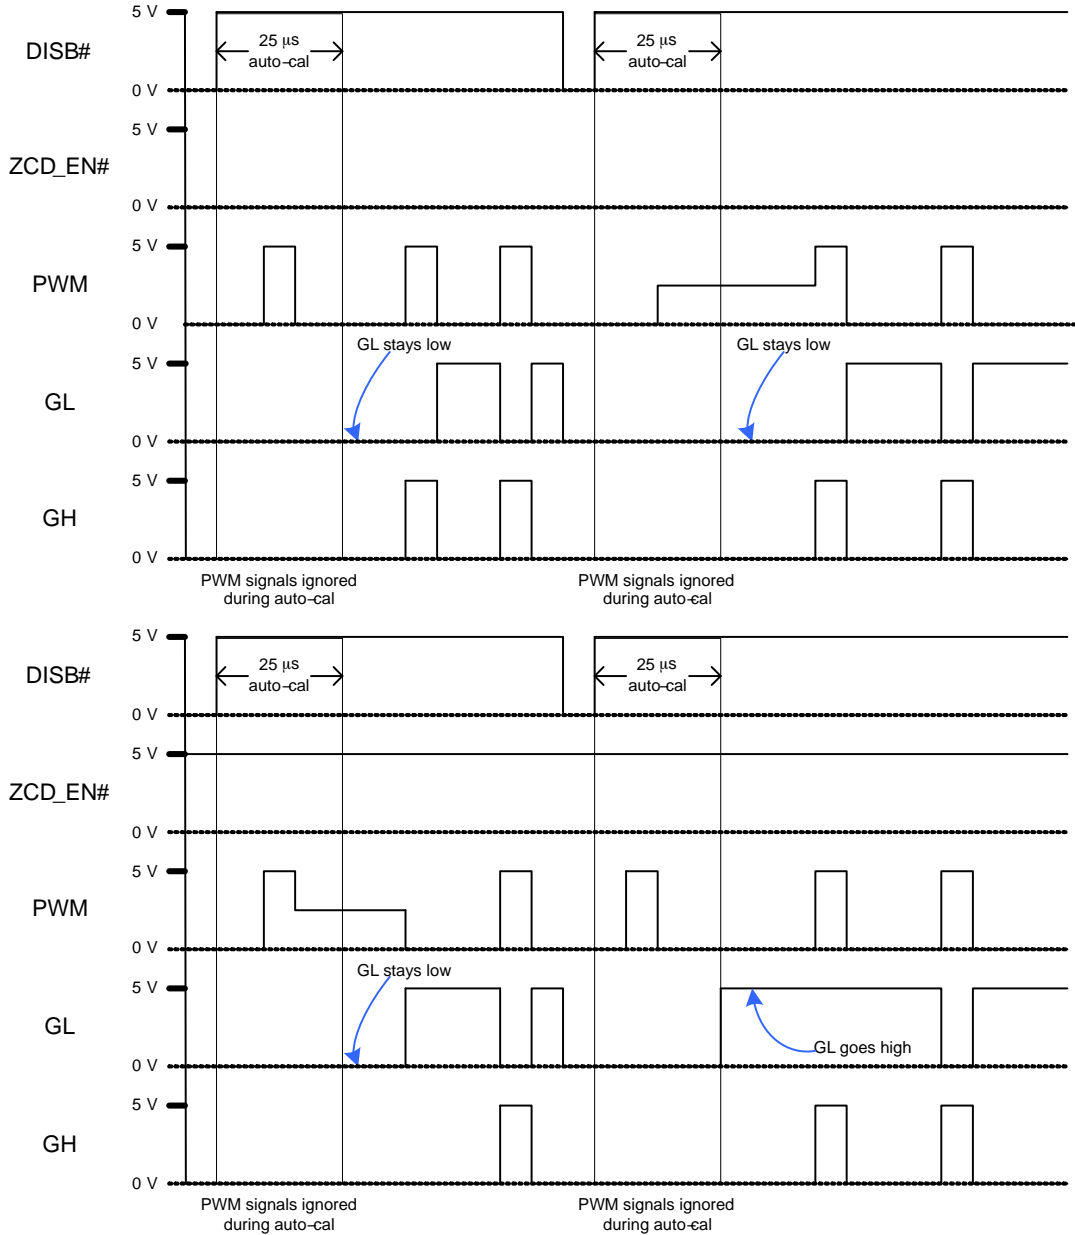 5 V
DISB#
25 μs
auto-cal
25 μs
auto-cal
0 V
5 V
ZCD_EN#
0 V
5 V
PWM
0 V
GL stays low
GL stays low
5 V
GL
0 V
5 V
GH
0 V
PWM signals ignored
during auto-cal
PWM signals ignored
during auto-cal
5 V
DISB#
25 μs
auto-cal
25 μs
auto-cal
0 V
5 V
ZCD_EN#
0 V
5 V
PWM
0 V
GL stays low
5 V
GL
GL goes high
0 V
5 V
GH
0 V
PWM signals ignored
during auto-cal
PWM signals ignored
during auto-cal